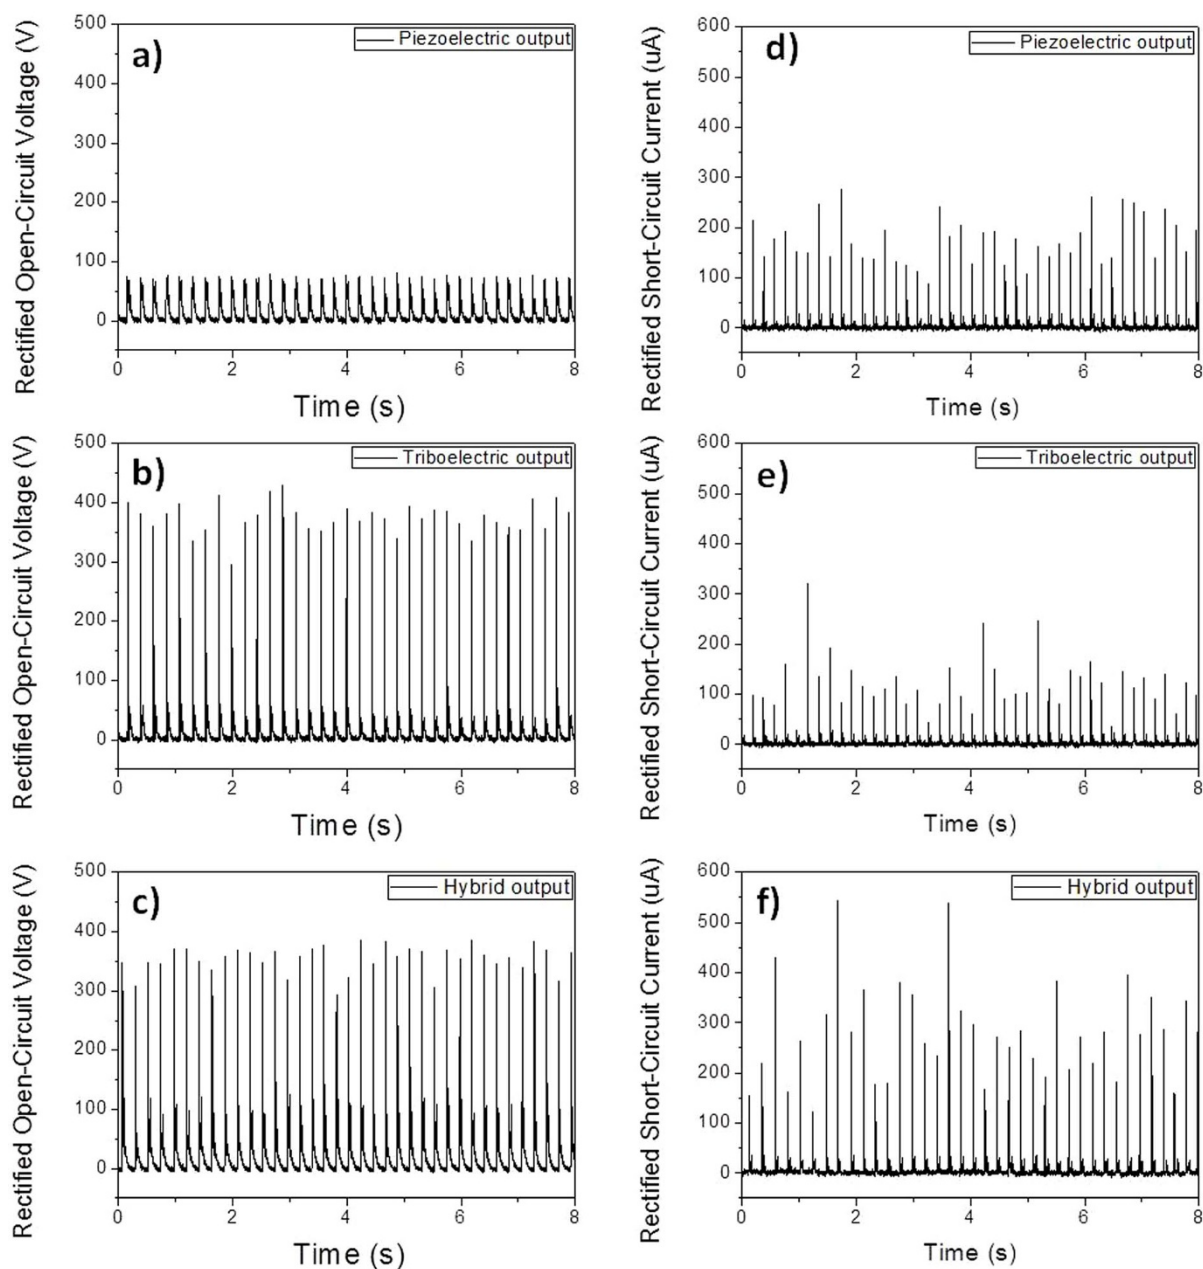 Rectified Open-Circuit Voltage (V)
500
400
300
200
100
0
a)
Piezoelectric output
0 2 4 6 8
Time (s)
Rectified Short-Circuit Current (uA)
600
500
400
300
200
100
0
d)
Piezoelectric output
0 2 4 6 8
Time (s)
Rectified Open-Circuit Voltage (V)
500
400
300
200
100
0
b)
Triboelectric output
0 2 4 6 8
Time (s)
Rectified Short-Circuit Current (uA)
600
500
400
300
200
100
0
e)
Triboelectric output
0 2 4 6 8
Time (s)
Rectified Open-Circuit Voltage (V)
500
400
300
200
100
0
c)
Hybrid output
0 2 4 6 8
Time (s)
Rectified Short-Circuit Current (uA)
600
500
400
300
200
100
0
f)
Hybrid output
0 2 4 6 8
Time (s)